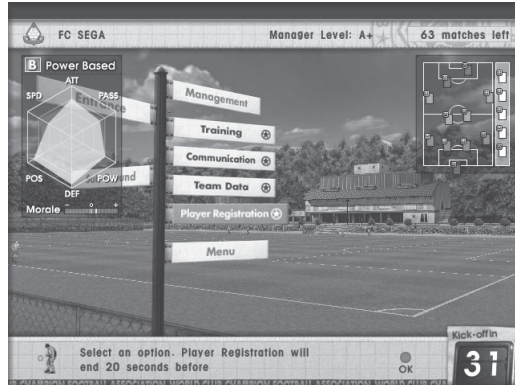 FC SEGA
Manager Level: A+
63 matches left
B Power Based
ATT
SPD
PASS
POS
POW
DEF
Morale - 0 +
Entrance
Management
Training
Communication
Team Data
Player Registration
Menu
Select an option. Player Registration will
end 20 seconds before
OK
Kick-off in
31